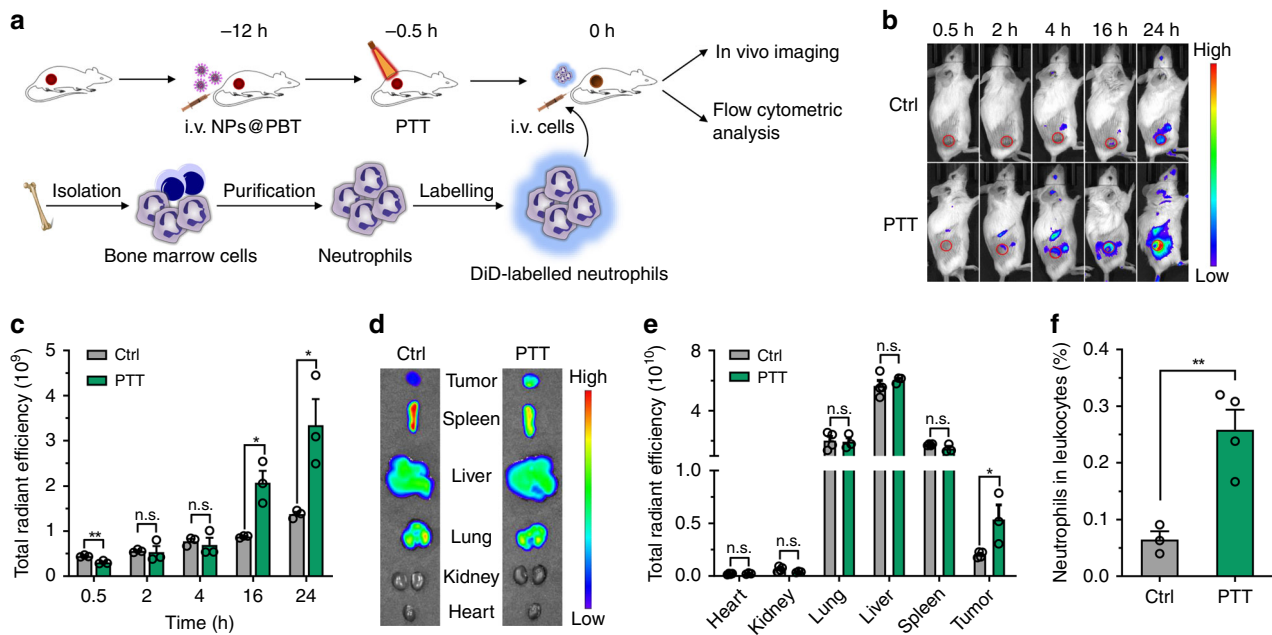 a
−12 h
−0.5 h
0 h
In vivo imaging
Flow cytometric
analysis
i.v. NPs@PBT
PTT
i.v. cells
Isolation
Purification
Labelling
Bone marrow cells
Neutrophils
DiD-labelled neutrophils
b
0.5 h 2 h 4 h 16 h 24 h
Ctrl
PTT
High
Low
c
Total radiant efficiency (10⁹)
5
4
3
2
1
0
Ctrl
PTT
**
n.s.
n.s.
*
*
0.5 2 4 16 24
Time (h)
d
Ctrl PTT
Tumor
Spleen
Liver
Lung
Kidney
Heart
High
Low
e
Total radiant efficiency (10¹⁰)
8
6
4
2
1.0
0.5
0.0
Ctrl
PTT
n.s.
n.s.
n.s.
n.s.
n.s.
*
Heart
Kidney
Lung
Liver
Spleen
Tumor
f
Neutrophils in leukocytes (%)
0.4
0.3
0.2
0.1
0.0
**
Ctrl PTT